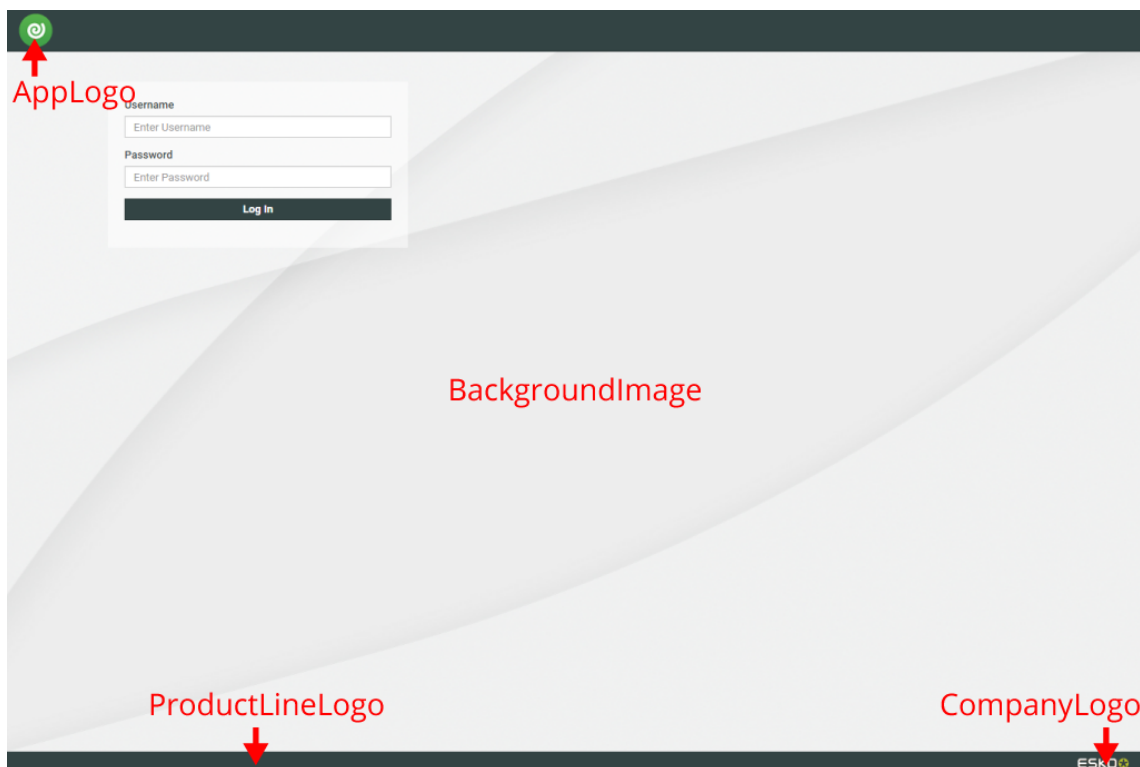 AppLogo
Username
Enter Username
Password
Enter Password
Log In
BackgroundImage
ProductLineLogo
CompanyLogo
ESKO